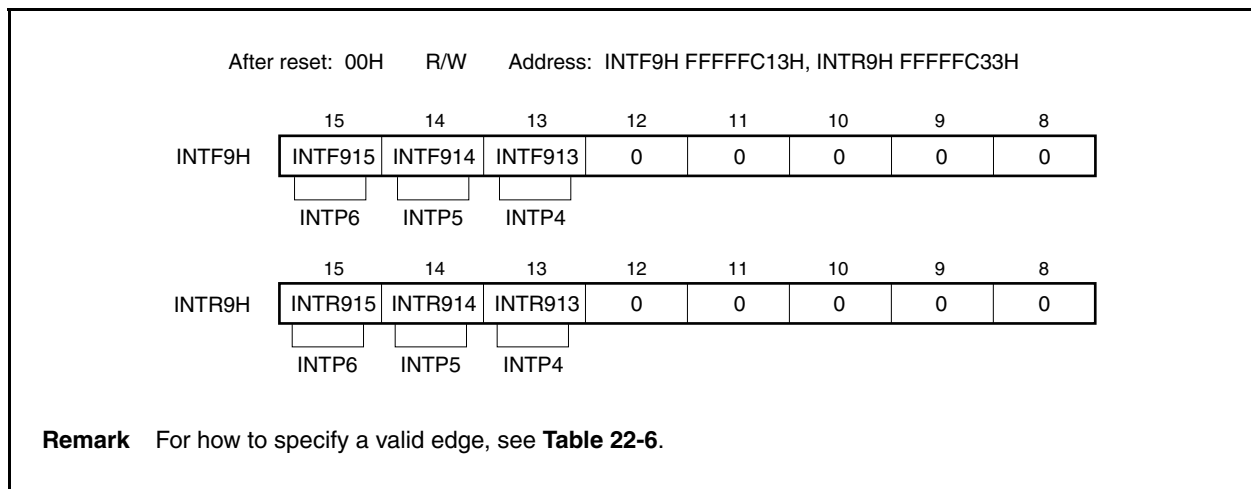 After reset: 00H R/W Address: INTF9H FFFFFC13H, INTR9H FFFFFC33H
15 14 13 12 11 10 9 8
INTF9H INTF915 INTF914 INTF913 0 0 0 0 0
INTP6 INTP5 INTP4
15 14 13 12 11 10 9 8
INTR9H INTR915 INTR914 INTR913 0 0 0 0 0
INTP6 INTP5 INTP4
Remark For how to specify a valid edge, see Table 22-6.